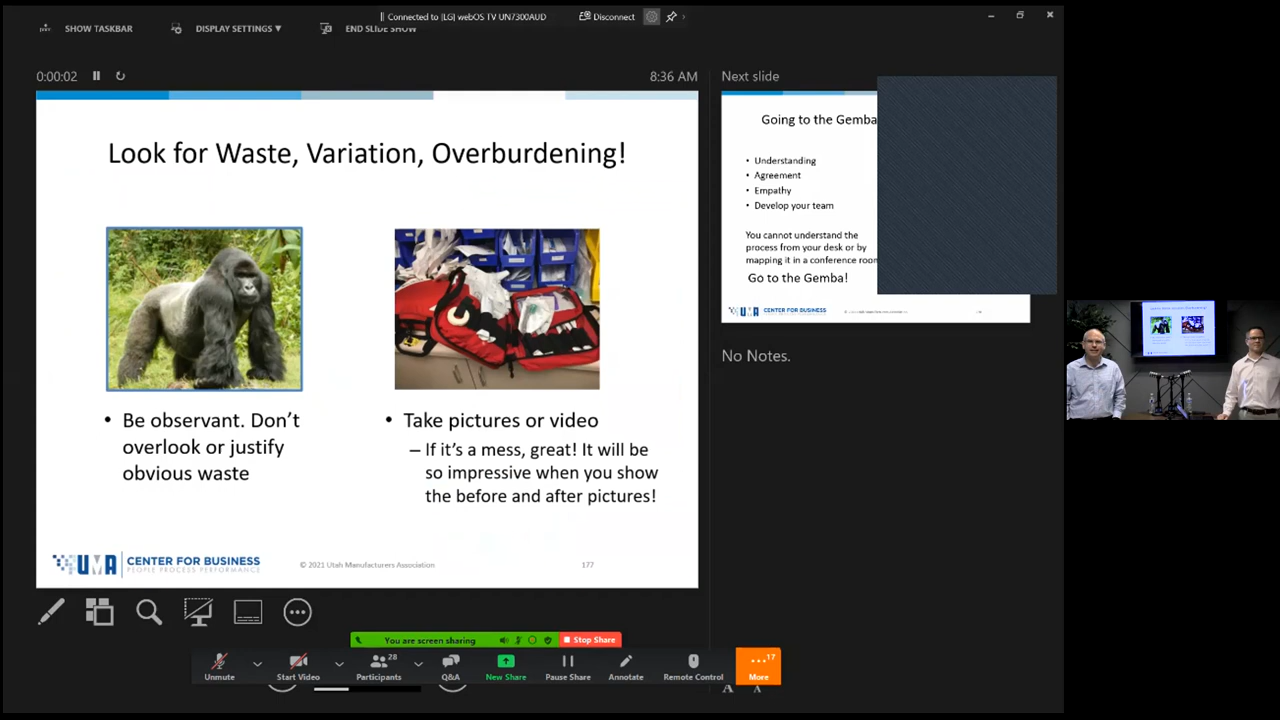 Connected to [LG] webOS TV UN7300AUD
Disconnect
SHOW TASKBAR
DISPLAY SETTINGS ▼
END SLIDE SHOW
0:00:02
8:36 AM
Look for Waste, Variation, Overburdening!
• Be observant. Don't
overlook or justify
obvious waste
• Take pictures or video
– If it's a mess, great! It will be
so impressive when you show
the before and after pictures!
UMA
CENTER FOR BUSINESS
PEOPLE PROCESS PERFORMANCE
© 2021 Utah Manufacturers Association
177
Next slide
Going to the Gemba
• Understanding
• Agreement
• Empathy
• Develop your team
You cannot understand the
process from your desk or by
mapping it in a conference room
Go to the Gemba!
UMA
CENTER FOR BUSINESS
No Notes.
You are screen sharing
Stop Share
Unmute
Start Video
28
Participants
Q&A
New Share
Pause Share
Annotate
Remote Control
17
More
A A